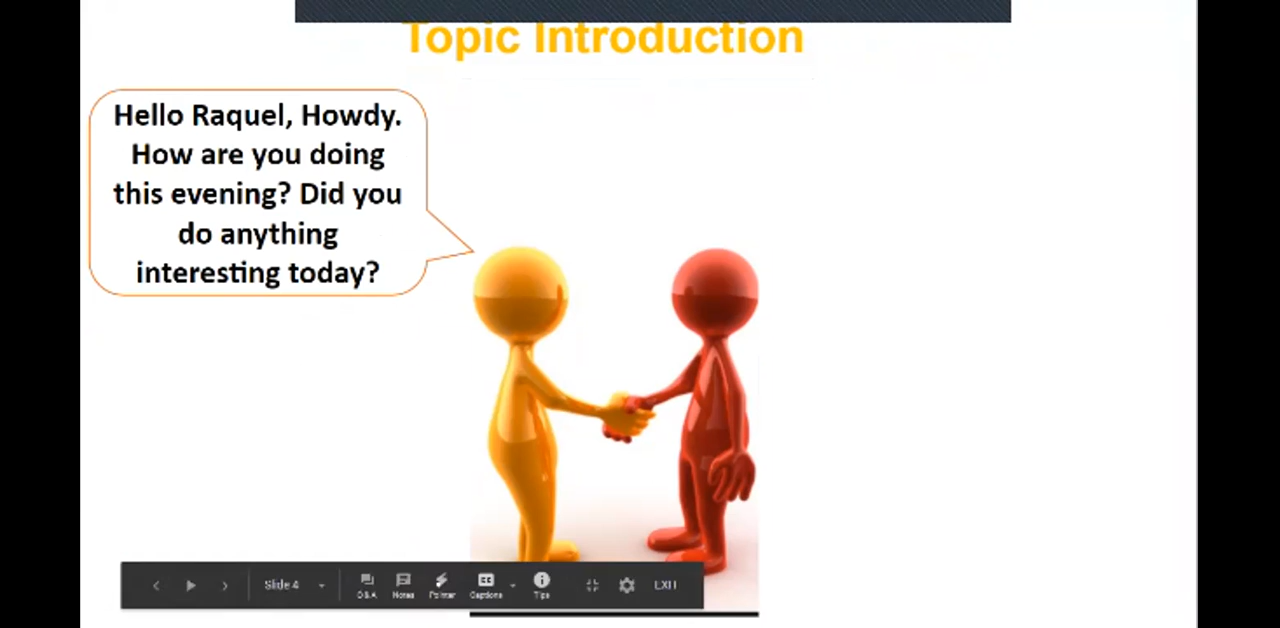 Topic Introduction
Hello Raquel, Howdy.
How are you doing
this evening? Did you
do anything
interesting today?
Slide 4
Q&A Notes Pointer Captions Tips EXIT